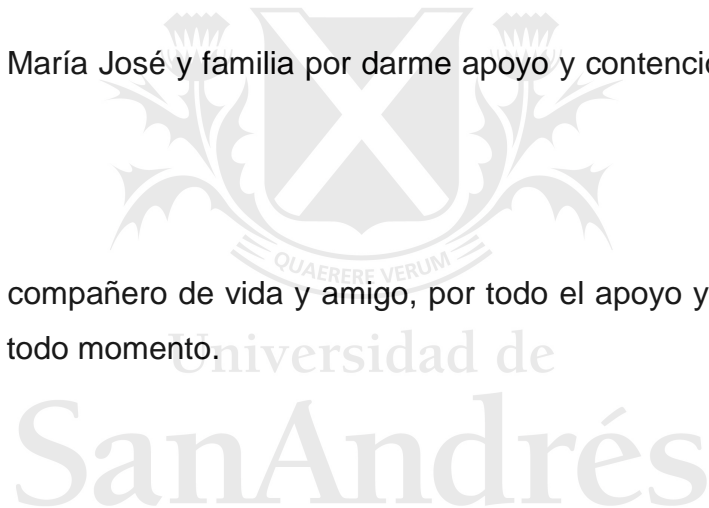 María José y familia por darme apoyo y
QUAERERE VERUM
compañero de vida y amigo, por todo el apoyo y
todo momento.
Universidad de
SanAndrés